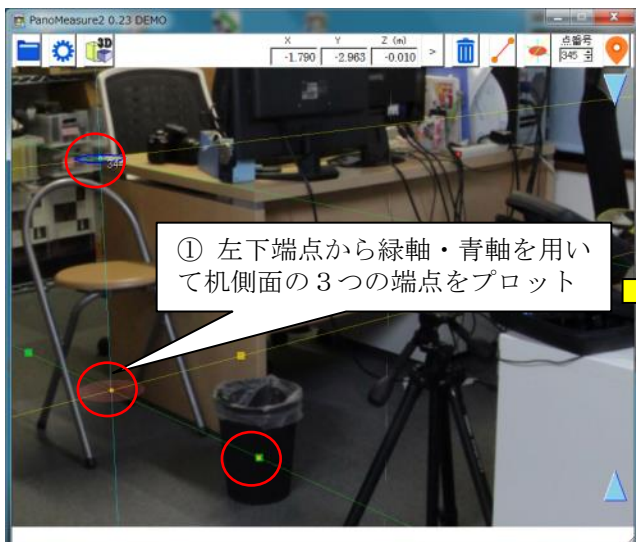 PanoMeasure2 0.23 DEMO
3D
X Y Z (m)
-1.790 -2.963 -0.010 >
点番号
345
345
① 左下端点から緑軸・青軸を用い
て机側面の３つの端点をプロット